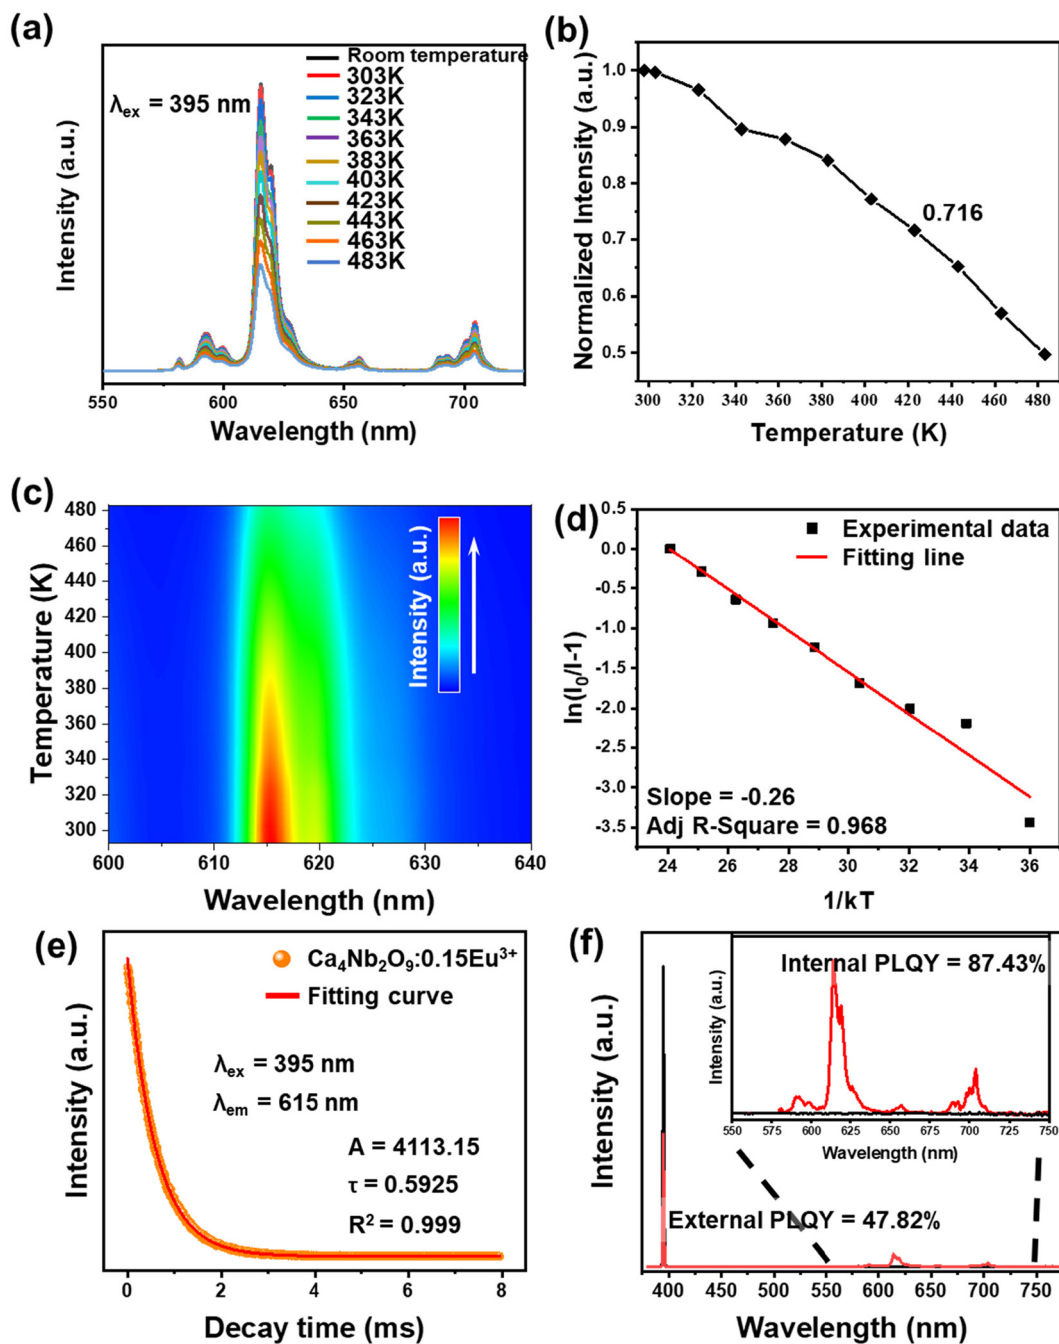 (a)
Intensity (a.u.)
λex = 395 nm
Room temperature
303K
323K
343K
363K
383K
403K
423K
443K
463K
483K
550 600 650 700
Wavelength (nm)
(b)
Normalized Intensity (a.u.)
1.0
0.9
0.8
0.7
0.6
0.5
0.716
300 320 340 360 380 400 420 440 460 480
Temperature (K)
(c)
Temperature (K)
480
460
440
420
400
380
360
340
320
300
Intensity (a.u.)
600 610 620 630 640
Wavelength (nm)
(d)
ln(I0/I-1)
0.5
0.0
-0.5
-1.0
-1.5
-2.0
-2.5
-3.0
-3.5
Experimental data
Fitting line
Slope = -0.26
Adj R-Square = 0.968
24 26 28 30 32 34 36
1/kT
(e)
Intensity (a.u.)
Ca4Nb2O9:0.15Eu3+
Fitting curve
λex = 395 nm
λem = 615 nm
A = 4113.15
τ = 0.5925
R2 = 0.999
0 2 4 6 8
Decay time (ms)
(f)
Intensity (a.u.)
Internal PLQY = 87.43%
Intensity (a.u.)
550 575 600 625 650 675 700 725 750
Wavelength (nm)
External PLQY = 47.82%
400 450 500 550 600 650 700 750
Wavelength (nm)